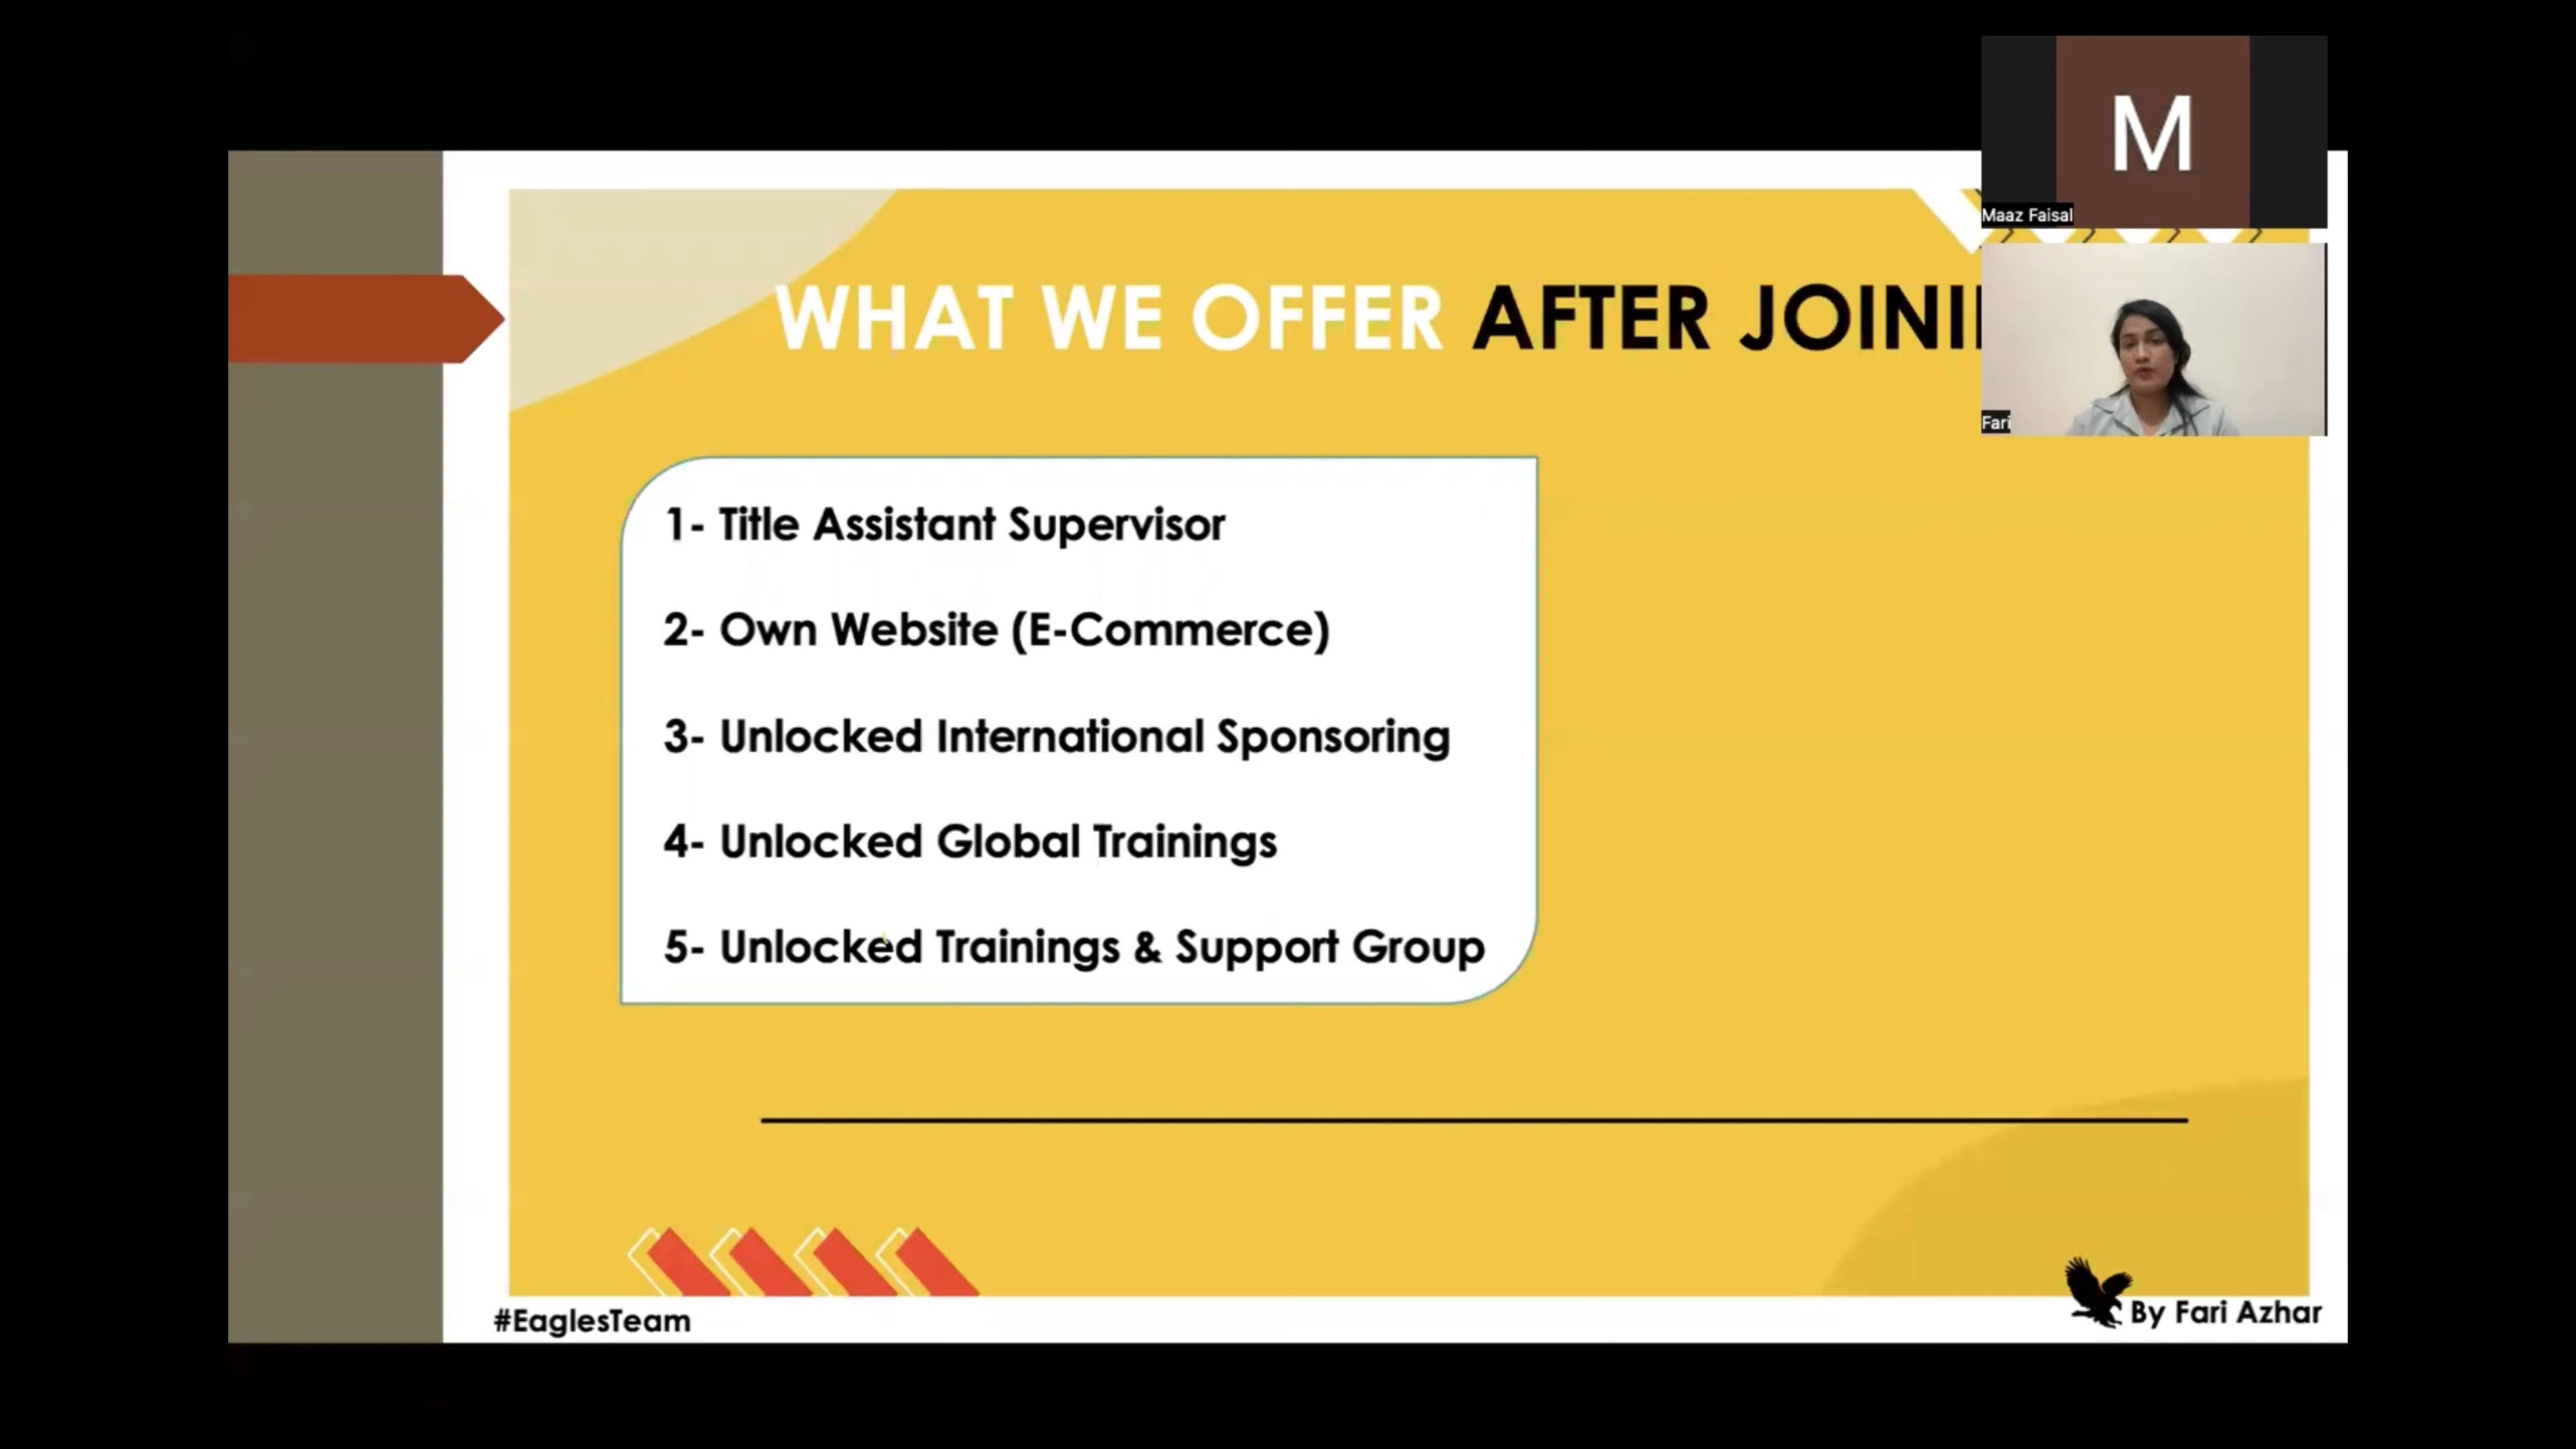 M
Maaz Faisal
WHAT WE OFFER AFTER
Fari
1- Title Assistant Supervisor
2- Own Website (E-Commerce)
3- Unlocked International Sponsoring
4- Unlocked Global Trainings
5- Unlocked Trainings & Support Group
#EaglesTeam
By Fari Azhar